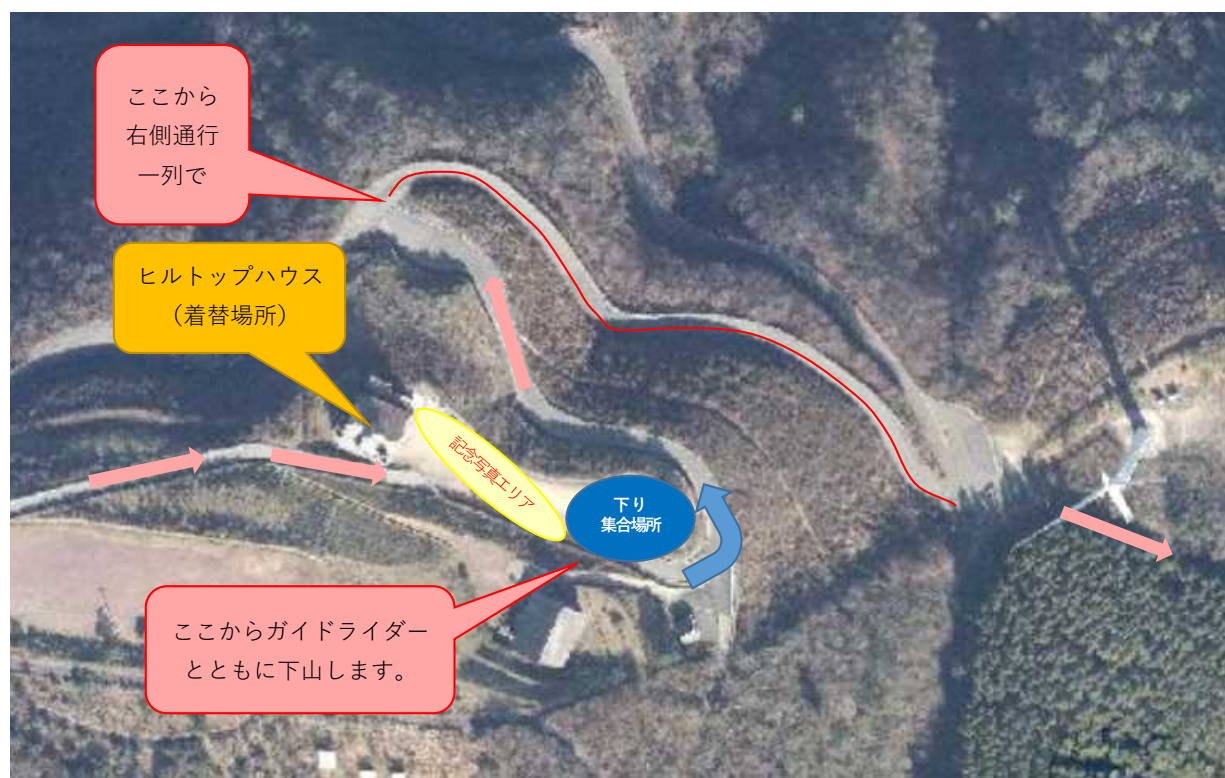 ここから
右側通行
一列で
ヒルトップハウス
(着替場所)
記念写真エリア
下り
集合場所
ここからガイドライダー
とともに下山します。